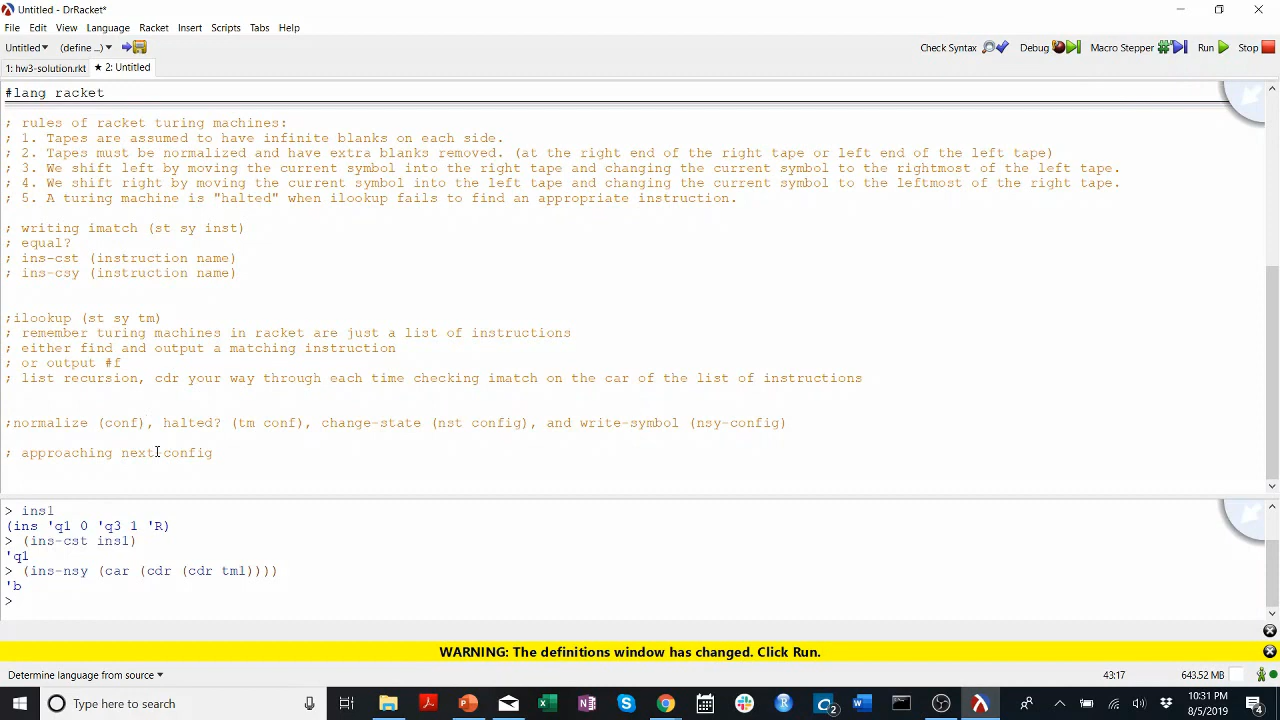 Untitled - DrRacket*
File Edit View Language Racket Insert Scripts Tabs Help
Untitled▾ (define ...)▾ Check Syntax Debug Macro Stepper Run Stop
1: hw3-solution.rkt ★ 2: Untitled
#lang racket
; rules of racket turing machines:
; 1. Tapes are assumed to have infinite blanks on each side.
; 2. Tapes must be normalized and have extra blanks removed. (at the right end of the right tape or left end of the left tape)
; 3. We shift left by moving the current symbol into the right tape and changing the current symbol to the rightmost of the left tape.
; 4. We shift right by moving the current symbol into the left tape and changing the current symbol to the leftmost of the right tape.
; 5. A turing machine is "halted" when ilookup fails to find an appropriate instruction.
; writing imatch (st sy inst)
; equal?
; ins-cst (instruction name)
; ins-csy (instruction name)
;ilookup (st sy tm)
; remember turing machines in racket are just a list of instructions
; either find and output a matching instruction
; or output #f
; list recursion, cdr your way through each time checking imatch on the car of the list of instructions
;normalize (conf), halted? (tm conf), change-state (nst config), and write-symbol (nsy-config)
; approaching next config
> ins1
(ins 'q1 0 'q3 1 'R)
> (ins-cst ins1)
'q1
> (ins-nsy (car (cdr (cdr tm1))))
'b
>
WARNING: The definitions window has changed. Click Run.
Determine language from source▾ 43:17 643.52 MB
Type here to search 2 10:31 PM
8/5/2019